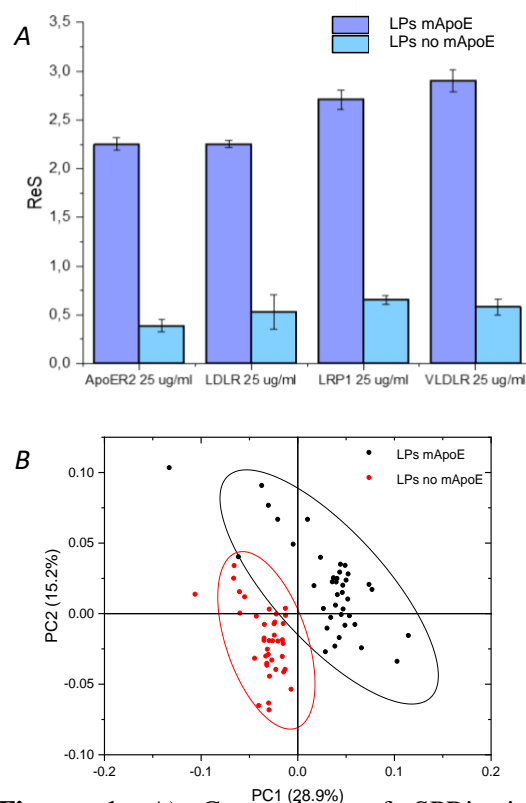 A
LPs mApoE
LPs no mApoE
3,5
3,0
2,5
2,0
1,5
1,0
0,5
0,0
ReS
ApoER2 25 ug/ml LDLR 25 ug/ml LRP1 25 ug/ml VLDLR 25 ug/ml
B
LPs mApoE
LPs no mApoE
0.10
0.05
0.00
-0.05
-0.10
PC2 (15.2%)
-0.2 -0.1 0.0 0.1 0.2
PC1 (28.9%)